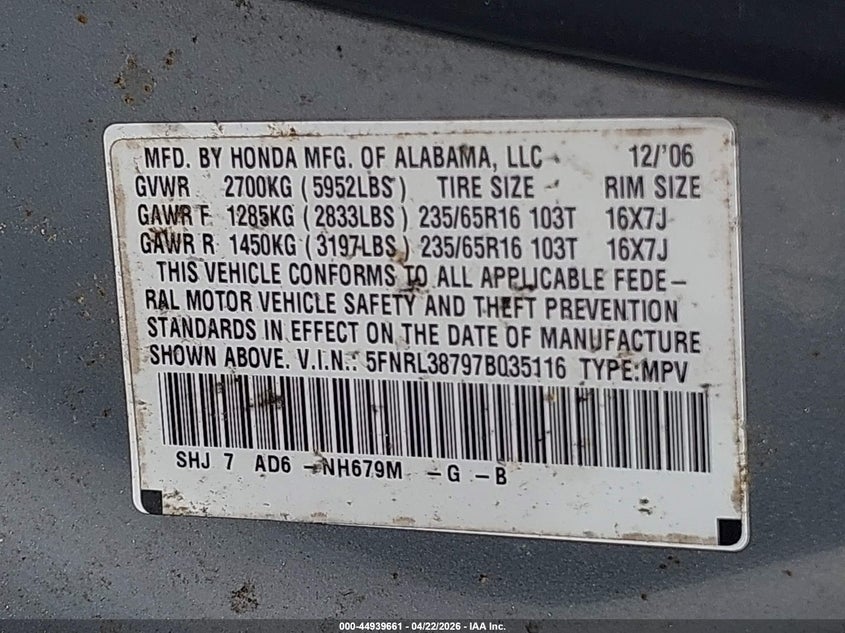 MFD. BY HONDA MFG. OF ALABAMA, LLC 12/'06
GVWR 2700KG (5952LBS) TIRE SIZE RIM SIZE
GAWR F 1285KG (2833LBS) 235/65R16 103T 16X7J
GAWR R 1450KG (3197LBS) 235/65R16 103T 16X7J
THIS VEHICLE CONFORMS TO ALL APPLICABLE FEDE-
RAL MOTOR VEHICLE SAFETY AND THEFT PREVENTION
STANDARDS IN EFFECT ON THE DATE OF MANUFACTURE
SHOWN ABOVE. V.I.N.: 5FNRL38797B035116 TYPE:MPV
SHJ 7 AD6 -NH679M -G -B
000-44939661 - 04/22/2026 - IAA Inc.